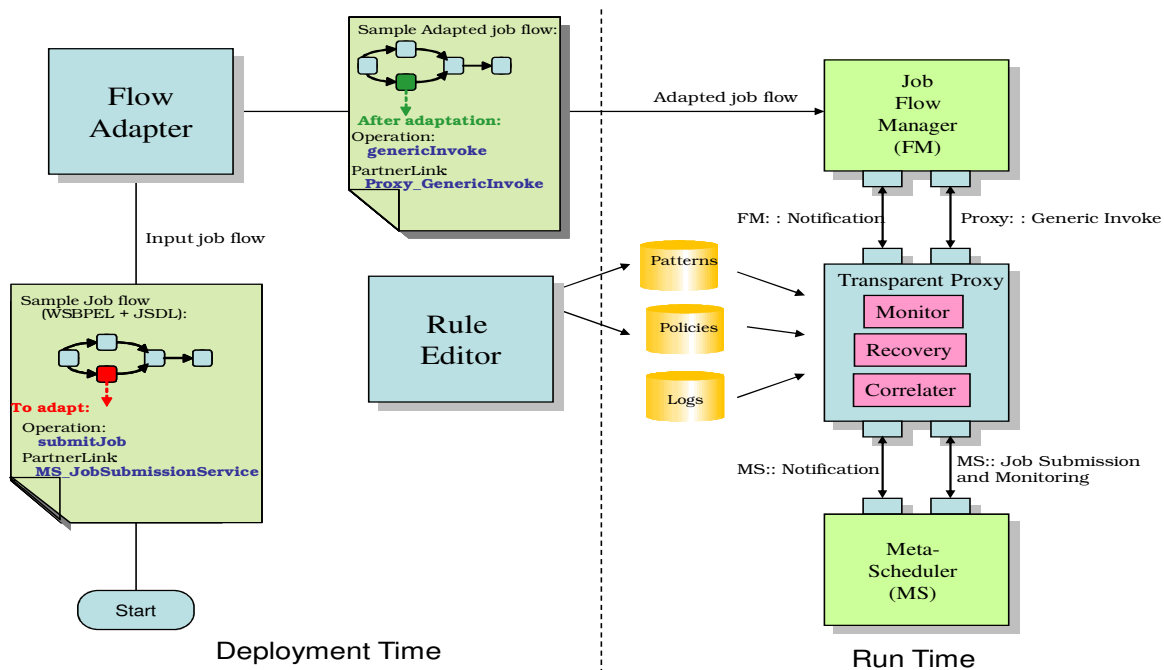 Flow
Adapter
Input job flow
Sample Job flow
(WSBPEL + JSDL):
To adapt:
Operation:
submitJob
PartnerLink:
MS_JobSubmissionService
Start
Deployment Time
Sample Adapted job flow:
After adaptation:
Operation:
genericInvoke
PartnerLink
Proxy_GenericInvoke
Rule
Editor
Patterns
Policies
Logs
Adapted job flow
Job
Flow
Manager
(FM)
FM: : Notification
Proxy: : Generic Invoke
Transparent Proxy
Monitor
Recovery
Correlater
MS:: Notification
MS:: Job Submission
and Monitoring
Meta-
Scheduler
(MS)
Run Time